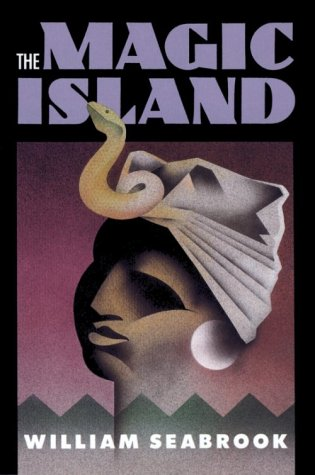 THE MAGIC
ISLAND
WILLIAM SEABROOK